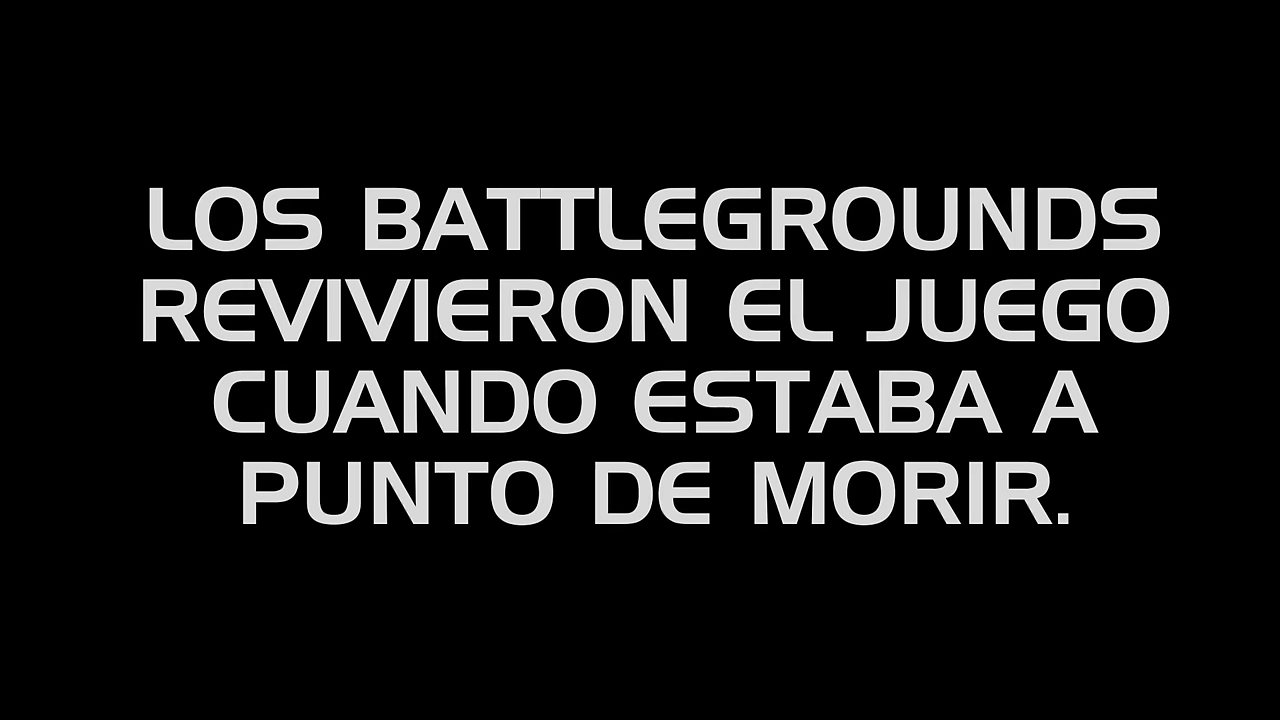 LOS BATTLEGROUNDS
REVIVIERON EL JUEGO
CUANDO ESTABA A
PUNTO DE MORIR.